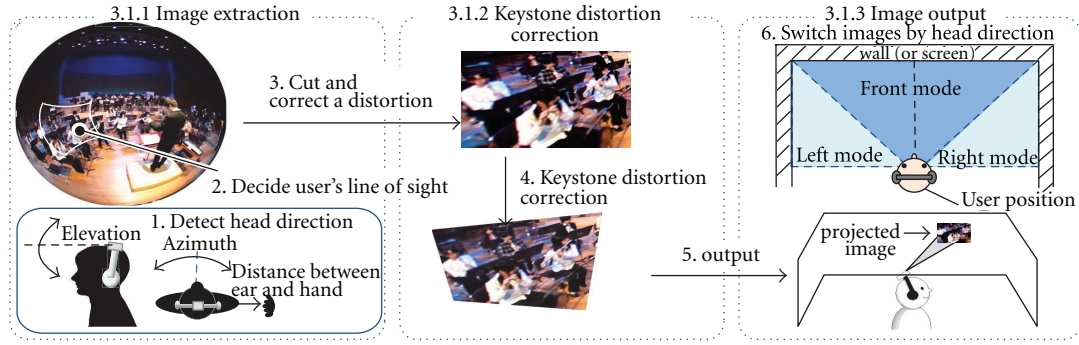 3.1.1 Image extraction
3. Cut and
correct a distortion
2. Decide user's line of sight
1. Detect head direction
Elevation
Azimuth
Distance between
ear and hand
3.1.2 Keystone distortion
correction
4. Keystone distortion
correction
5. output
3.1.3 Image output
6. Switch images by head direction
wall (or screen)
Front mode
Left mode
Right mode
User position
projected
image